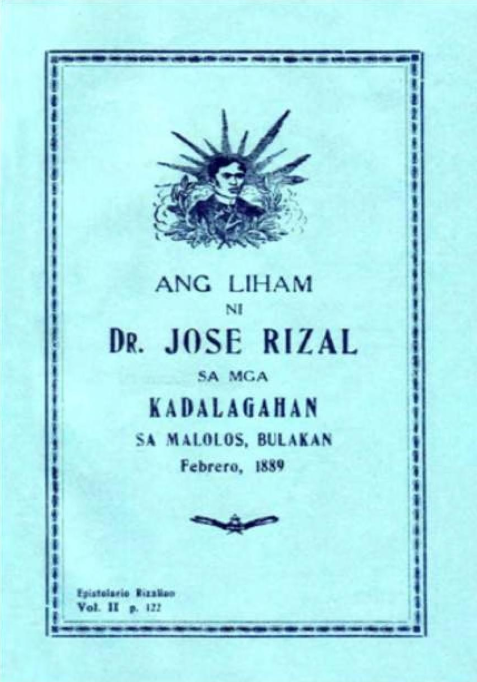 ANG LIHAM
NI
DR. JOSE RIZAL
SA MGA
KADALAGAHAN
SA MALOLOS, BULAKAN
Febrero, 1889
Epistolario Rizalino
Vol. II p. 122